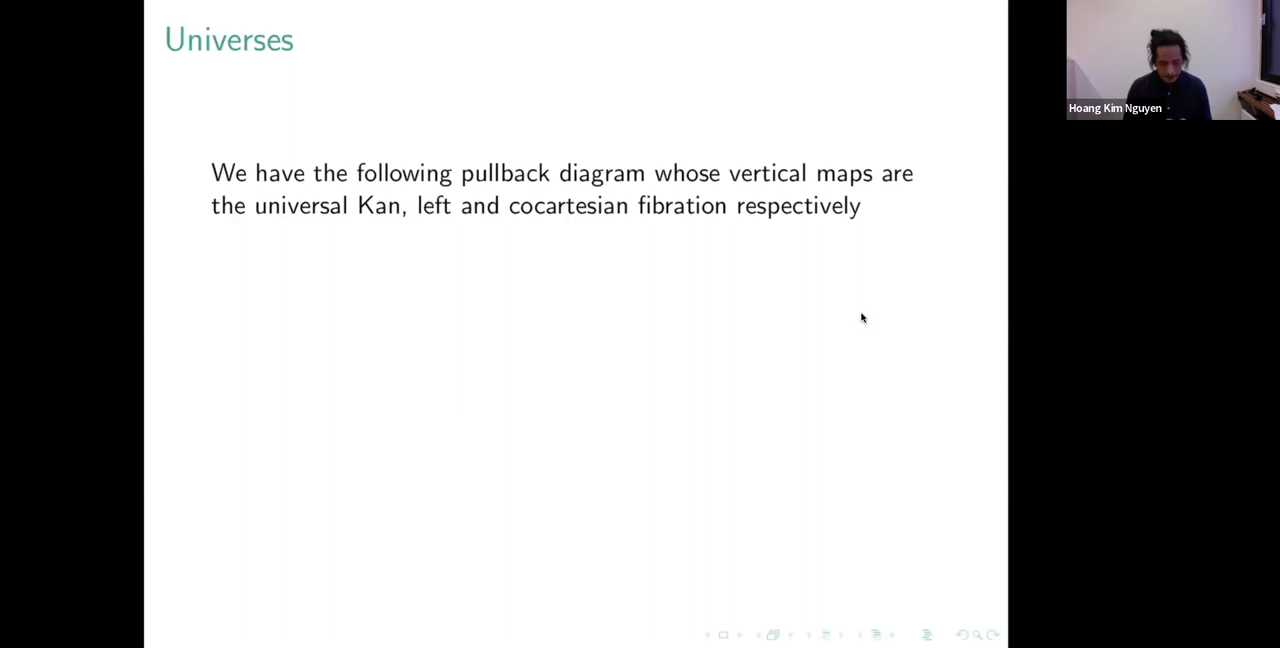 Universes
We have the following pullback diagram whose vertical maps are
the universal Kan, left and cocartesian fibration respectively
Hoang Kim Nguyen